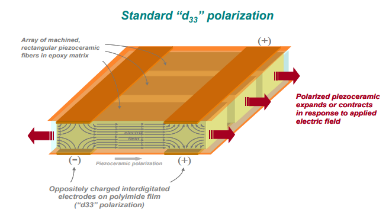 Standard “d33” polarization
Array of machined,
rectangular piezoceramic
fibers in epoxy matrix
(+)
Polarized piezoceramic
expands or contracts
in response to applied
electric field
(−)
Piezoceramic polarization
(+)
Oppositely charged interdigitated
electrodes on polyimide film
(“d33” polarization)